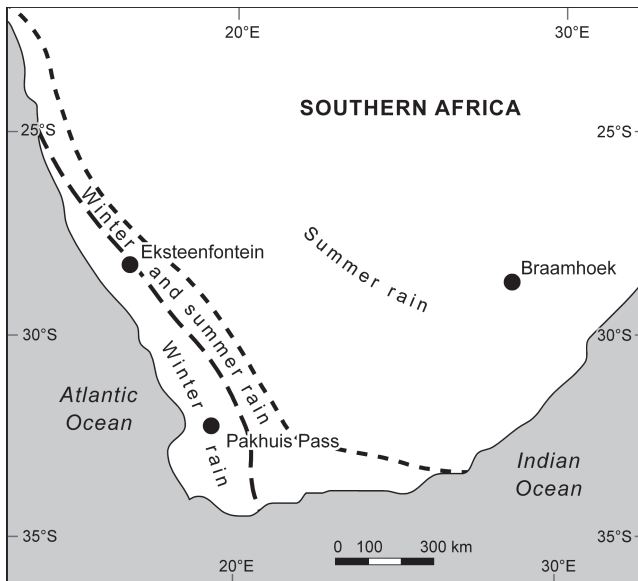 20°E 30°E
SOUTHERN AFRICA
25°S 25°S
Winter and summer rain
Summer rain
Eksteenfontein
Braamhoek
30°S 30°S
Winter rain
Atlantic
Ocean
Pakhuis Pass
Indian
Ocean
35°S 35°S
0 100 300 km
20°E 30°E